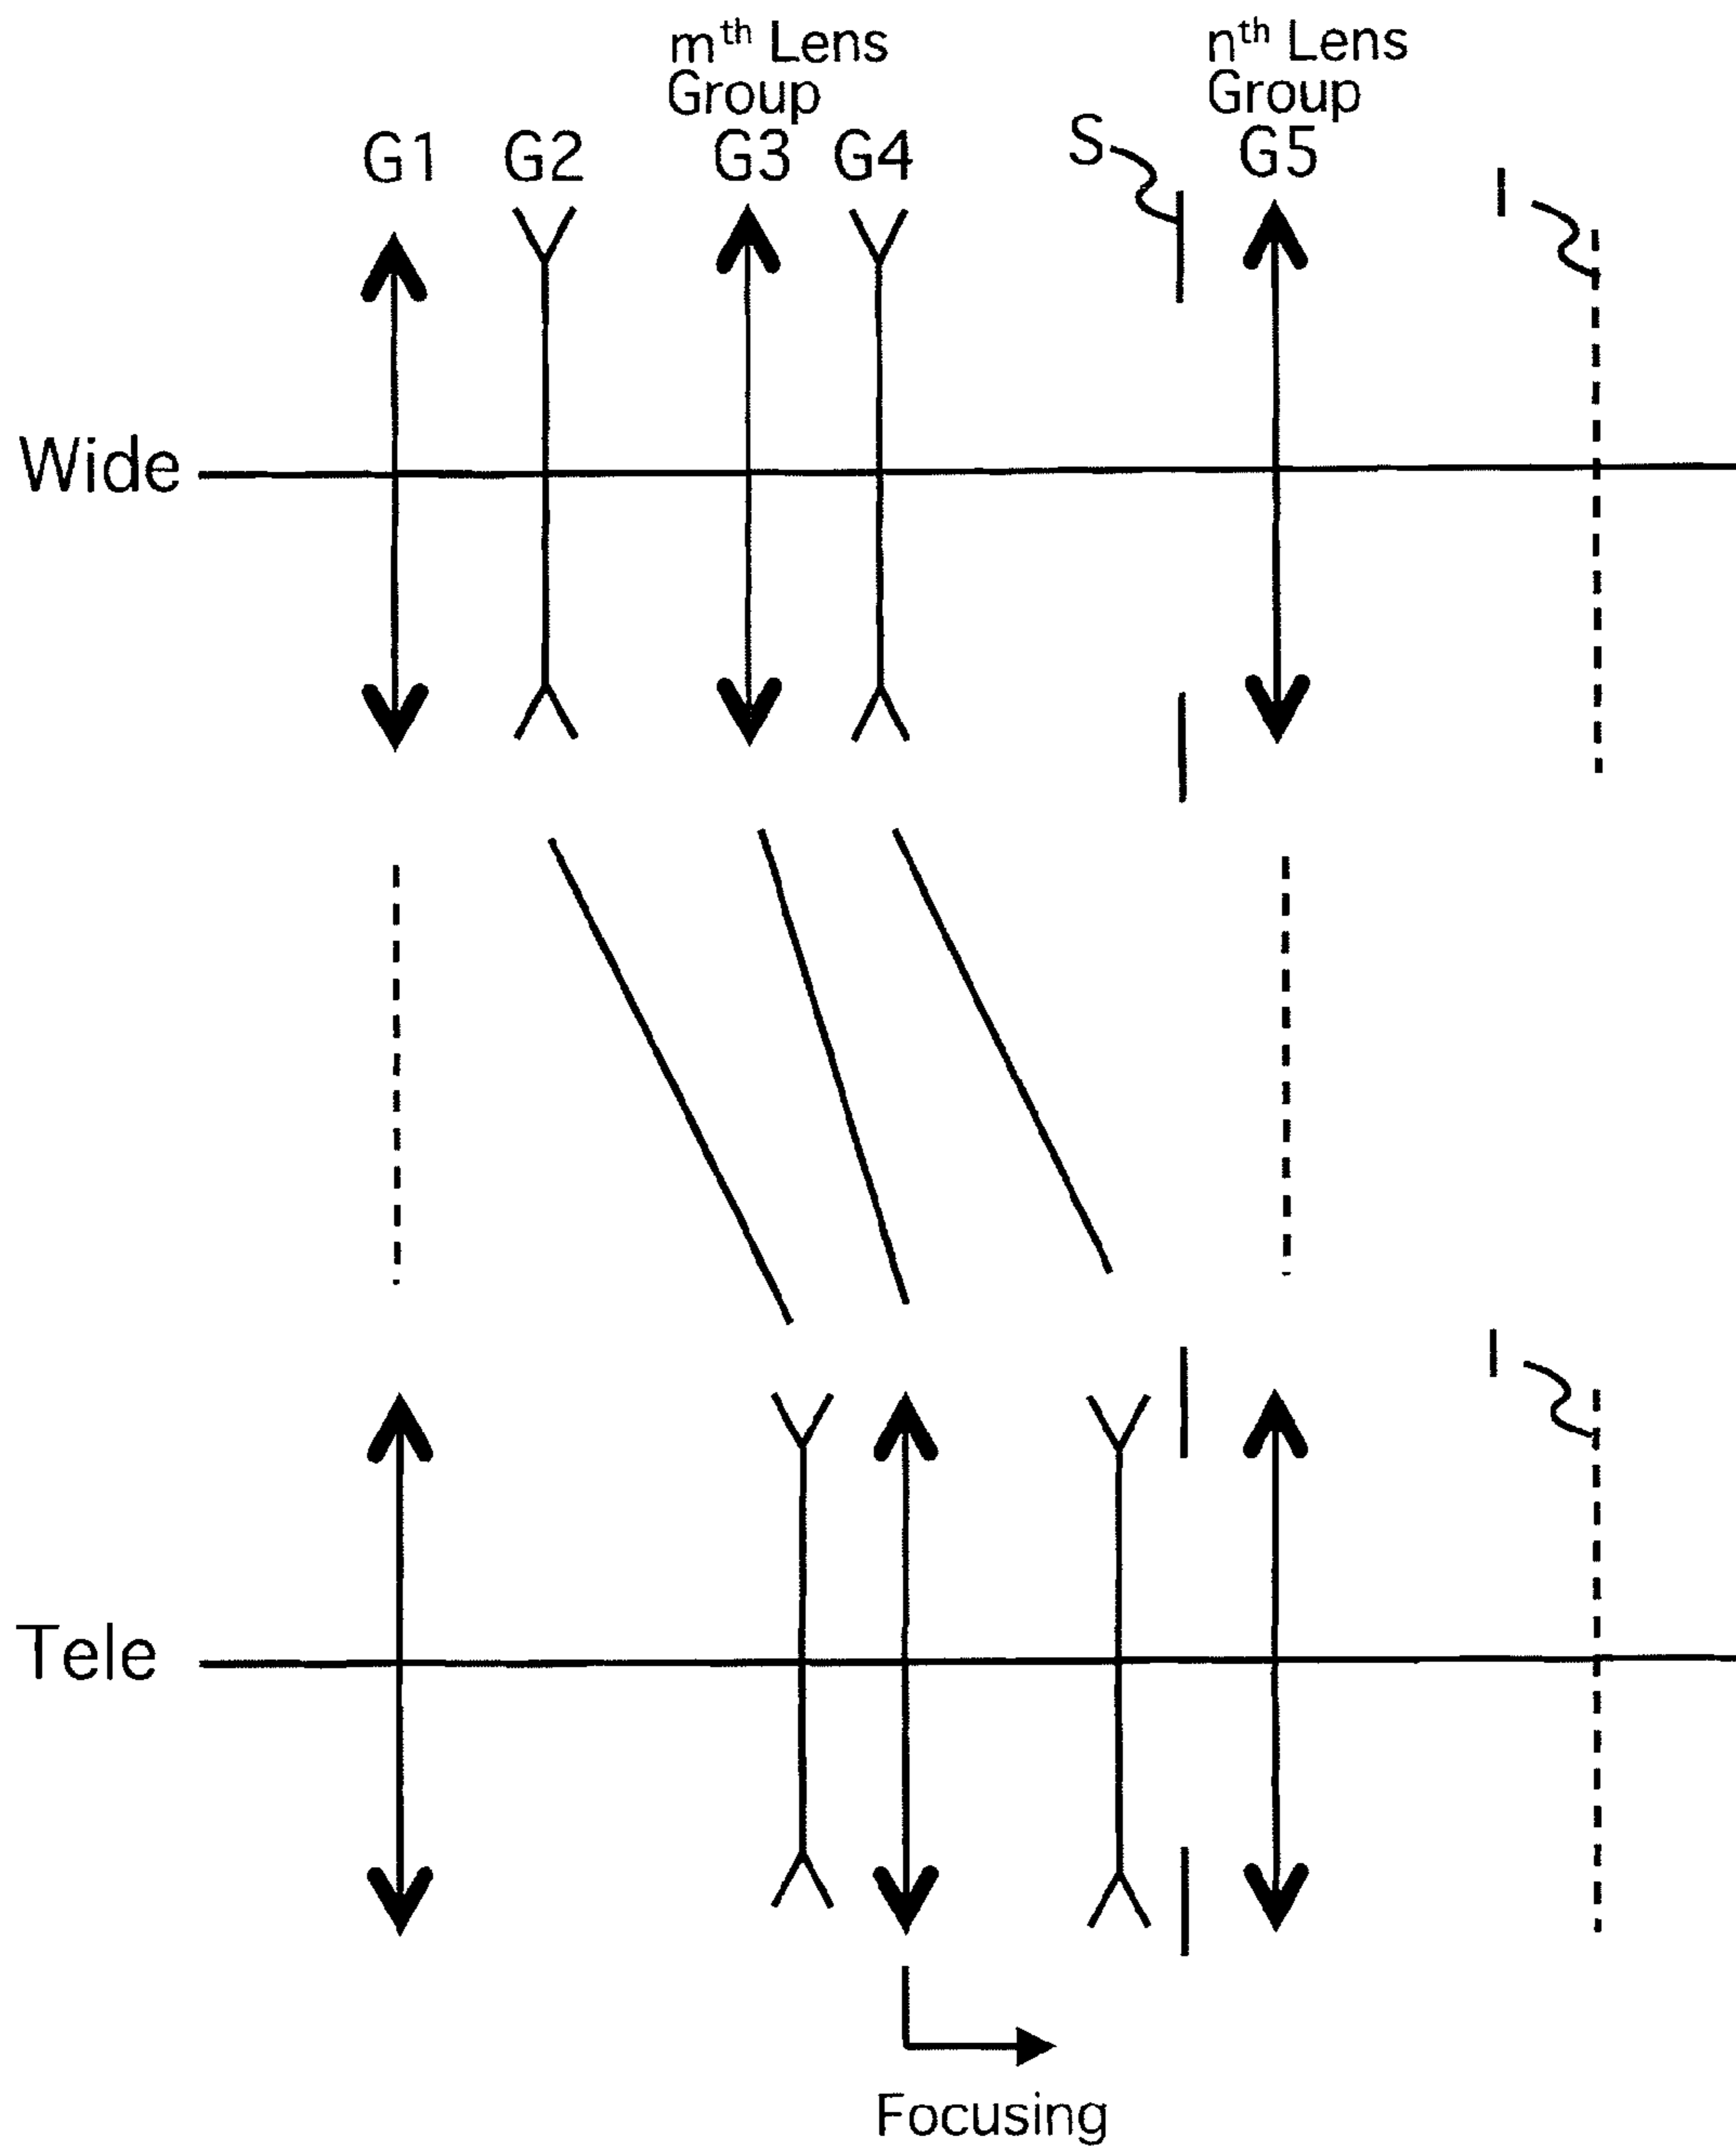 mth Lens
Group
nth Lens
Group
G1 G2 G3 G4 S G5 I
Wide
I
Tele
Focusing